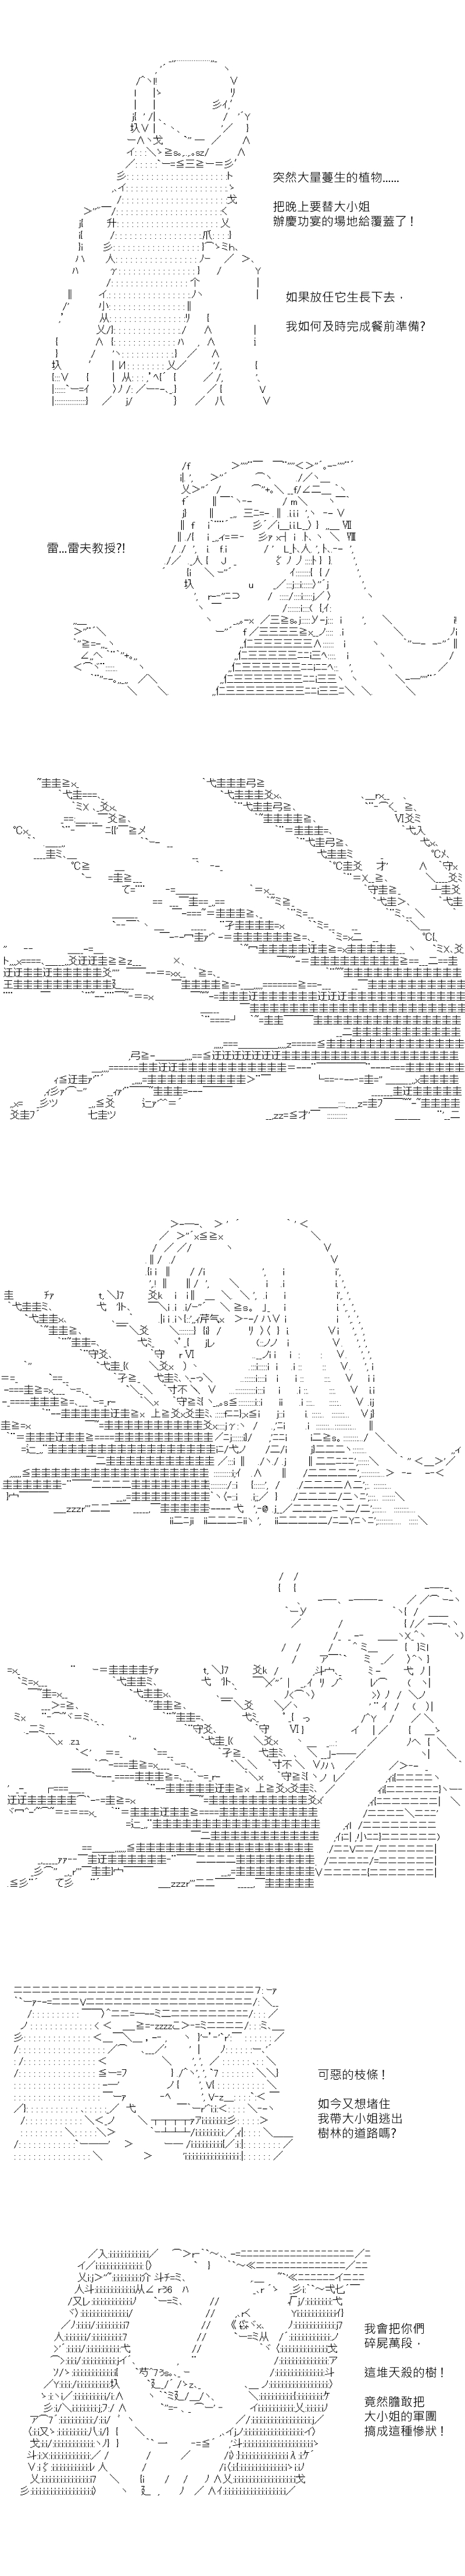 突然大量蔓生的植物......
把晚上要替大小姐
辦慶功宴的場地給覆蓋了！
如果放任它生長下去，
我如何及時完成餐前準備?
雷...雷夫教授?!
可惡的枝條！
如今又想堵住
我帶大小姐逃出
樹林的道路嗎?
我會把你們
碎屍萬段，
這堆天殺的樹！
竟然膽敢把
大小姐的軍團
搞成這種慘狀！